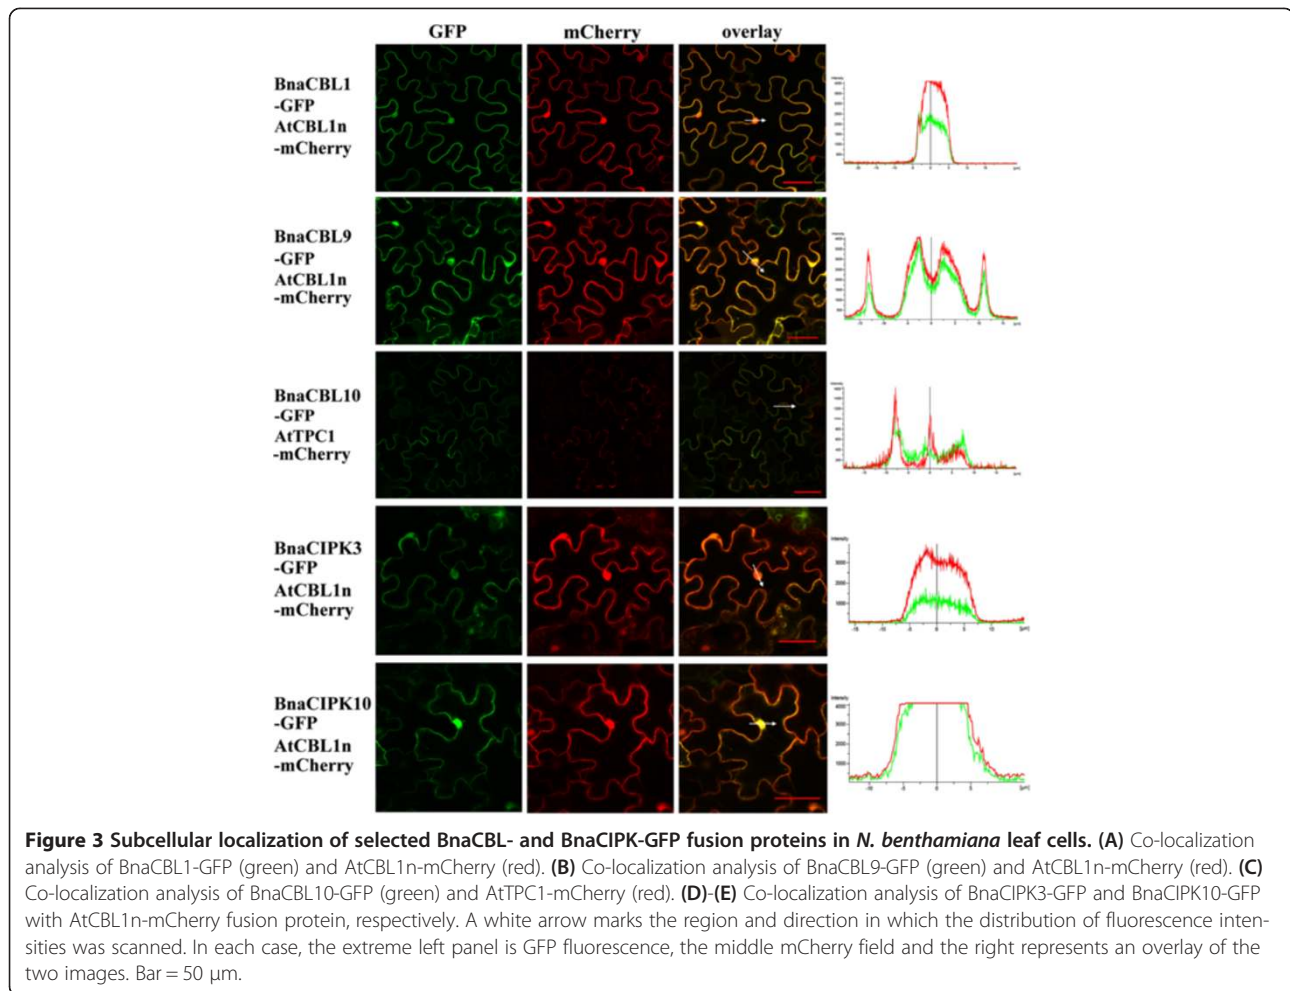 GFP mCherry overlay
BnaCBL1
-GFP
AtCBL1n
-mCherry
BnaCBL9
-GFP
AtCBL1n
-mCherry
BnaCBL10
-GFP
AtTPC1
-mCherry
BnaCIPK3
-GFP
AtCBL1n
-mCherry
BnaCIPK10
-GFP
AtCBL1n
-mCherry
Figure 3 Subcellular localization of selected BnaCBL- and BnaCIPK-GFP fusion proteins in N. benthamiana leaf cells. (A) Co-localization
analysis of BnaCBL1-GFP (green) and AtCBL1n-mCherry (red). (B) Co-localization analysis of BnaCBL9-GFP (green) and AtCBL1n-mCherry (red). (C)
Co-localization analysis of BnaCBL10-GFP (green) and AtTPC1-mCherry (red). (D)-(E) Co-localization analysis of BnaCIPK3-GFP and BnaCIPK10-GFP
with AtCBL1n-mCherry fusion protein, respectively. A white arrow marks the region and direction in which the distribution of fluorescence inten-
sities was scanned. In each case, the extreme left panel is GFP fluorescence, the middle mCherry field and the right represents an overlay of the
two images. Bar = 50 μm.